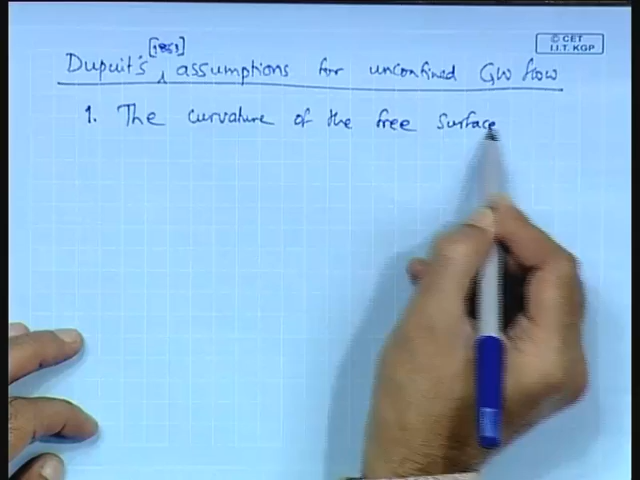 © CET
I.I.T. KGP
[1863]
Dupuit's ∧ assumptions for unconfined GW flow
1. The curvature of the free surface